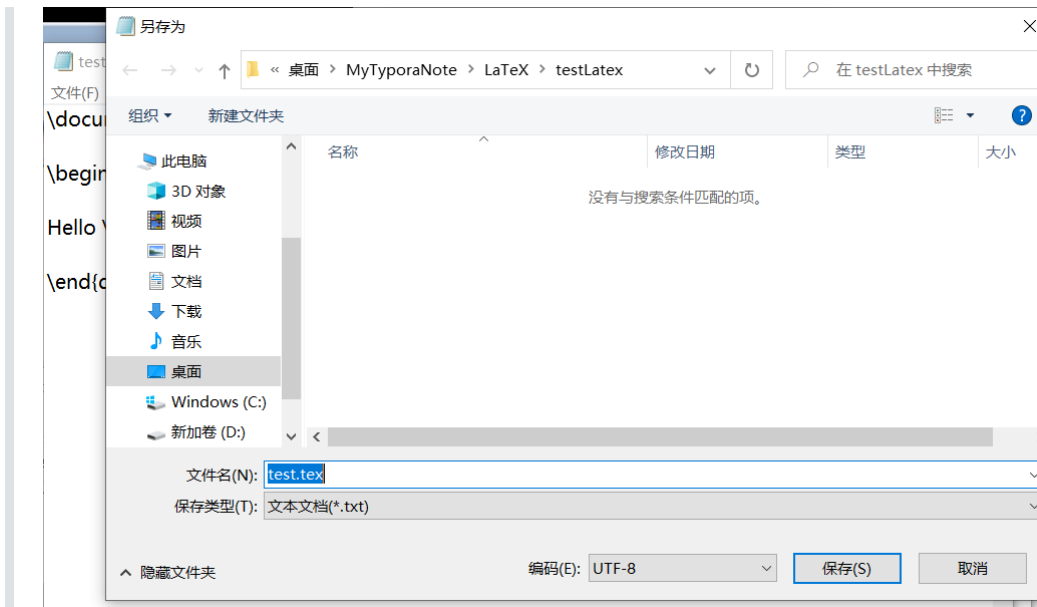 另存为
test
« 桌面 > MyTyporaNote > LaTeX > testLatex
在 testLatex 中搜索
文件(F)
组织 新建文件夹
\docu
名称 修改日期 类型 大小
此电脑
\begin
3D 对象
没有与搜索条件匹配的项。
视频
Hello \
图片
文档
\end{d
下载
音乐
桌面
Windows (C:)
新加卷 (D:)
文件名(N): test.tex
保存类型(T): 文本文档(*.txt)
隐藏文件夹
编码(E): UTF-8
保存(S)
取消